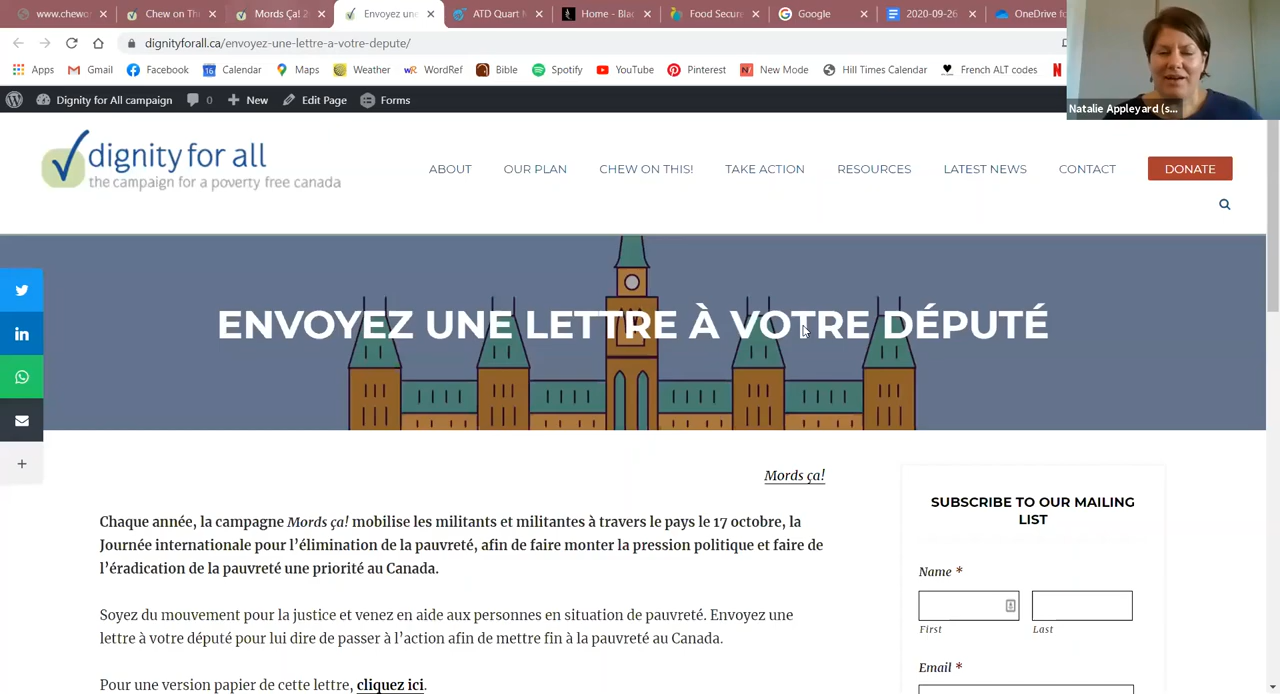 www.chewo
Chew on Th
Mords Ça! 2
Envoyez une
ATD Quart M
Home - Blac
Food Secure
Google
2020-09-26
OneDrive fo
dignityforall.ca/envoyez-une-lettre-a-votre-depute/
Apps Gmail Facebook Calendar Maps Weather WordRef Bible Spotify YouTube Pinterest New Mode Hill Times Calendar French ALT codes
Natalie Appleyard (s...
Dignity for All campaign 0 New Edit Page Forms
dignity for all
the campaign for a poverty free canada
ABOUT OUR PLAN CHEW ON THIS! TAKE ACTION RESOURCES LATEST NEWS CONTACT DONATE
ENVOYEZ UNE LETTRE À VOTRE DÉPUTÉ
Mords ça!
Chaque année, la campagne Mords ça! mobilise les militants et militantes à travers le pays le 17 octobre, la
Journée internationale pour l'élimination de la pauvreté, afin de faire monter la pression politique et faire de
l'éradication de la pauvreté une priorité au Canada.
Soyez du mouvement pour la justice et venez en aide aux personnes en situation de pauvreté. Envoyez une
lettre à votre député pour lui dire de passer à l'action afin de mettre fin à la pauvreté au Canada.
Pour une version papier de cette lettre, cliquez ici.
SUBSCRIBE TO OUR MAILING
LIST
Name *
First Last
Email *